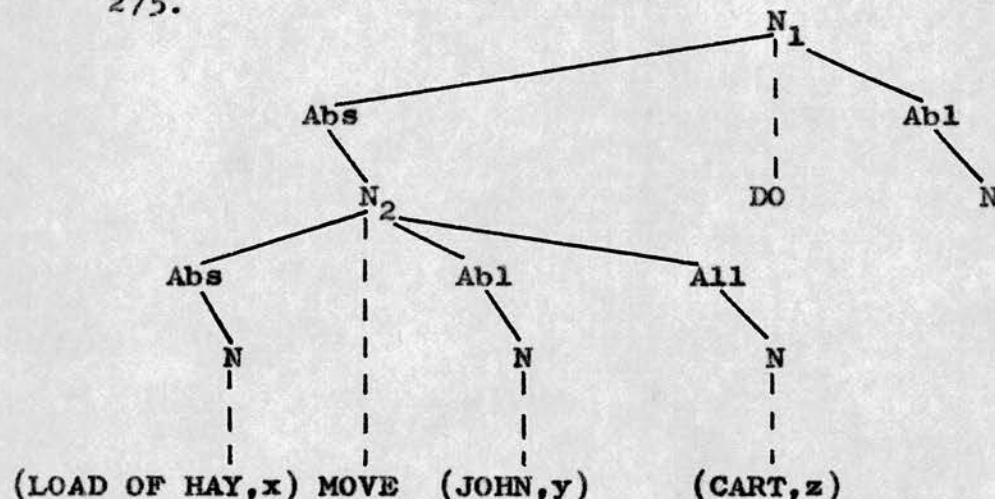 275.
N1
Abs Abl
N2 DO N
Abs Abl All
N N N
(LOAD OF HAY,x) MOVE (JOHN,y) (CART,z)